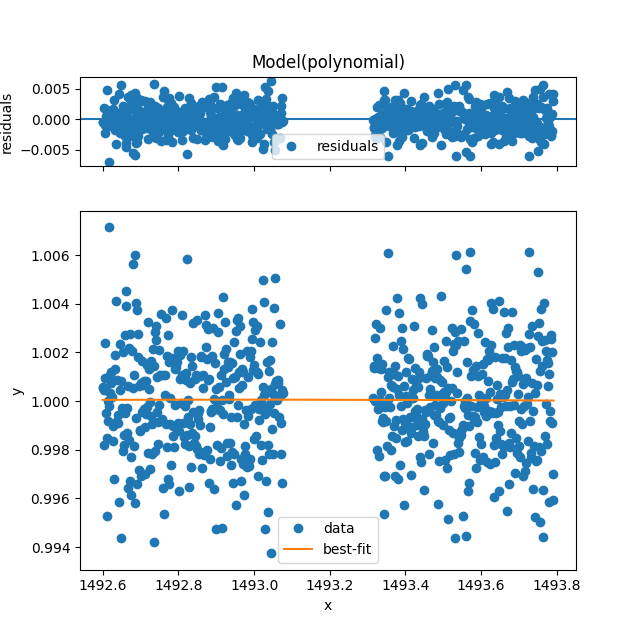 Model(polynomial)
residuals
0.005
0.000
−0.005
residuals
y
1.006
1.004
1.002
1.000
0.998
0.996
0.994
data
best-fit
1492.6 1492.8 1493.0 1493.2 1493.4 1493.6 1493.8
x